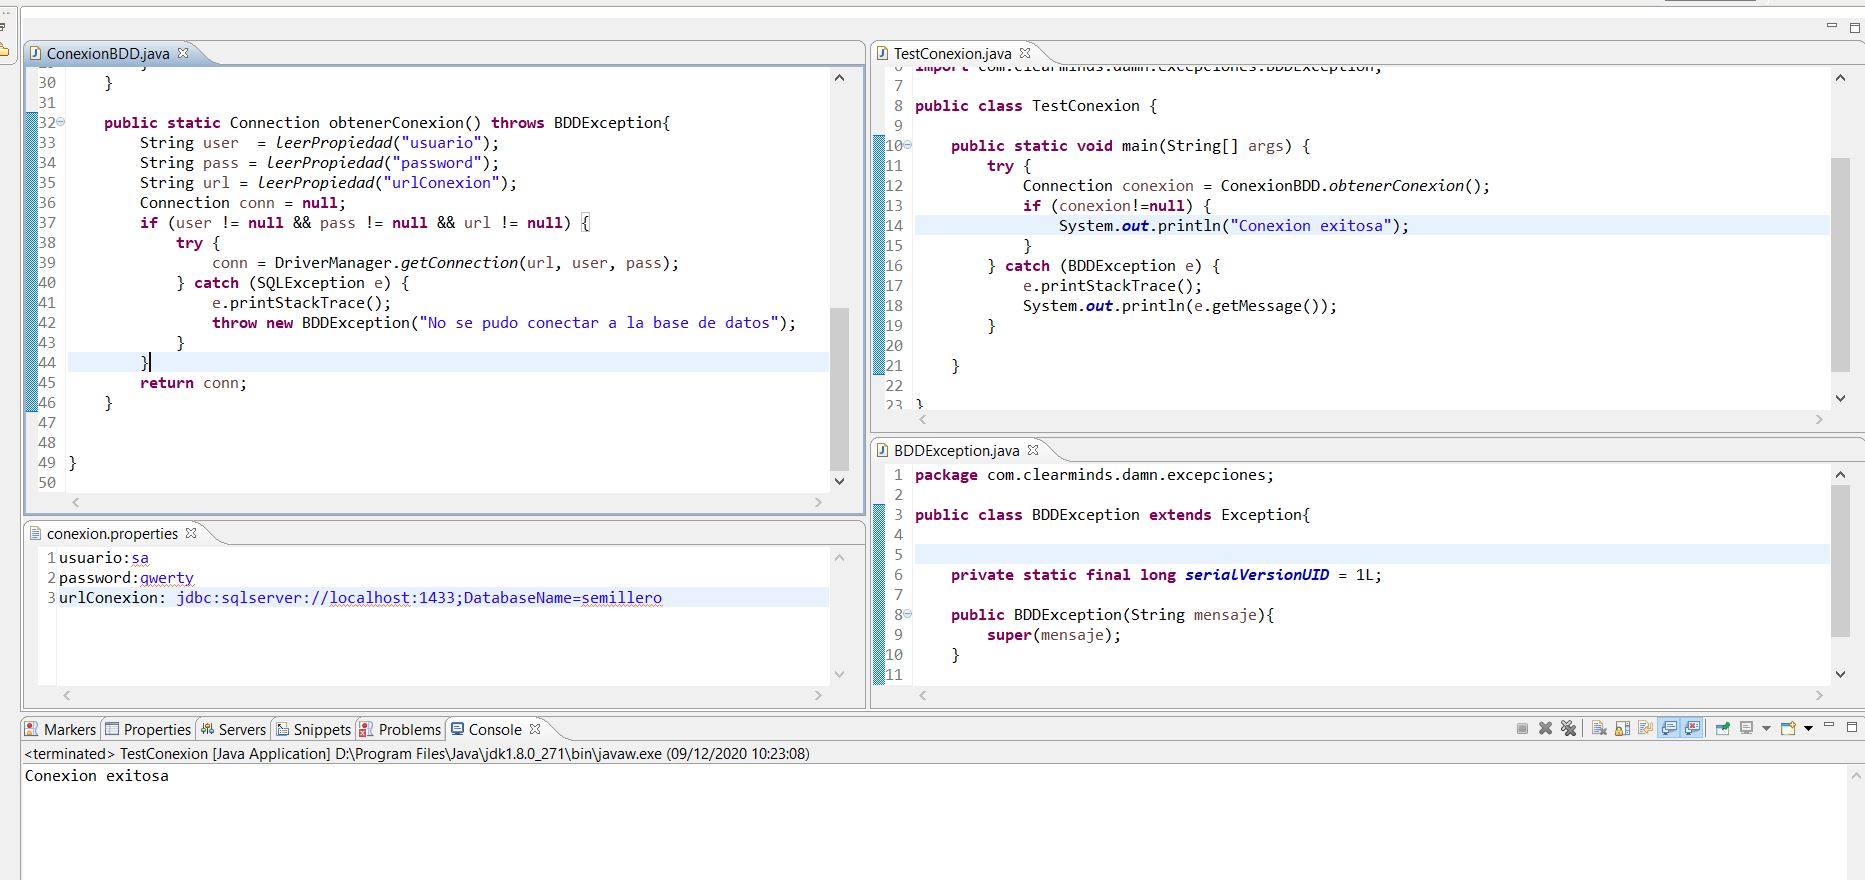 ConexionBDD.java
30 }
31
32 public static Connection obtenerConexion() throws BDDException{
33 String user = leerPropiedad("usuario");
34 String pass = leerPropiedad("password");
35 String url = leerPropiedad("urlConexion");
36 Connection conn = null;
37 if (user != null && pass != null && url != null) {
38 try {
39 conn = DriverManager.getConnection(url, user, pass);
40 } catch (SQLException e) {
41 e.printStackTrace();
42 throw new BDDException("No se pudo conectar a la base de datos");
43 }
44 }
45 return conn;
46 }
47
48
49 }
50
conexion.properties
1 usuario:sa
2 password:qwerty
3 urlConexion: jdbc:sqlserver://localhost:1433;DatabaseName=semillero
TestConexion.java
6 import com.clearminds.damn.excepciones.BDDException;
7
8 public class TestConexion {
9
10 public static void main(String[] args) {
11 try {
12 Connection conexion = ConexionBDD.obtenerConexion();
13 if (conexion!=null) {
14 System.out.println("Conexion exitosa");
15 }
16 } catch (BDDException e) {
17 e.printStackTrace();
18 System.out.println(e.getMessage());
19 }
20
21 }
22
23 }
BDDException.java
1 package com.clearminds.damn.excepciones;
2
3 public class BDDException extends Exception{
4
5
6 private static final long serialVersionUID = 1L;
7
8 public BDDException(String mensaje){
9 super(mensaje);
10 }
11
Markers Properties Servers Snippets Problems Console
<terminated> TestConexion [Java Application] D:\Program Files\Java\jdk1.8.0_271\bin\javaw.exe (09/12/2020 10:23:08)
Conexion exitosa